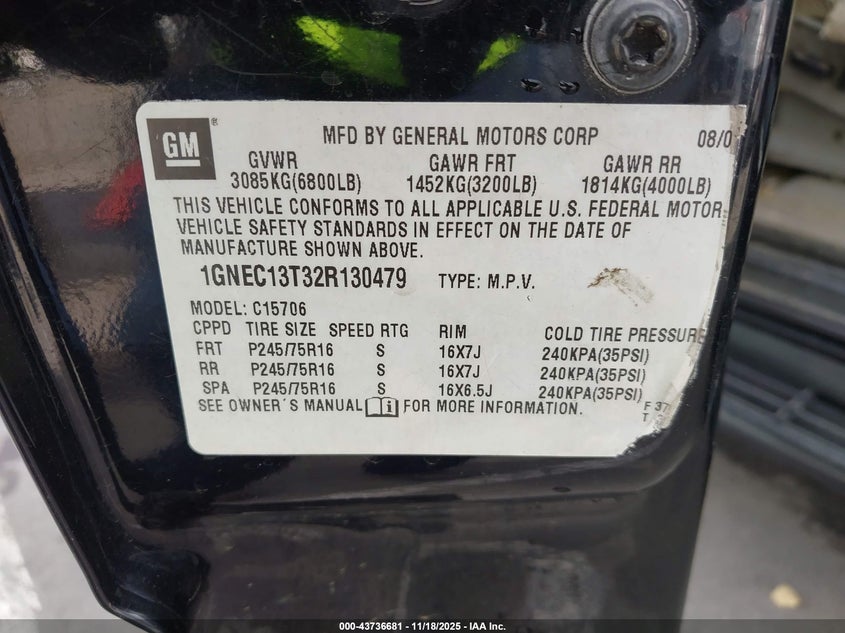 GM ®
MFD BY GENERAL MOTORS CORP 08/0
GVWR GAWR FRT GAWR RR
3085KG(6800LB) 1452KG(3200LB) 1814KG(4000LB)
THIS VEHICLE CONFORMS TO ALL APPLICABLE U.S. FEDERAL MOTOR
VEHICLE SAFETY STANDARDS IN EFFECT ON THE DATE OF
MANUFACTURE SHOWN ABOVE.
1GNEC13T32R130479 TYPE: M.P.V.
MODEL: C15706
CPPD TIRE SIZE SPEED RTG RIM COLD TIRE PRESSURE
FRT P245/75R16 S 16X7J 240KPA(35PSI)
RR P245/75R16 S 16X7J 240KPA(35PSI)
SPA P245/75R16 S 16X6.5J 240KPA(35PSI)
SEE OWNER'S MANUAL FOR MORE INFORMATION.
F 37
T
000-43736681 - 11/18/2025 - IAA Inc.